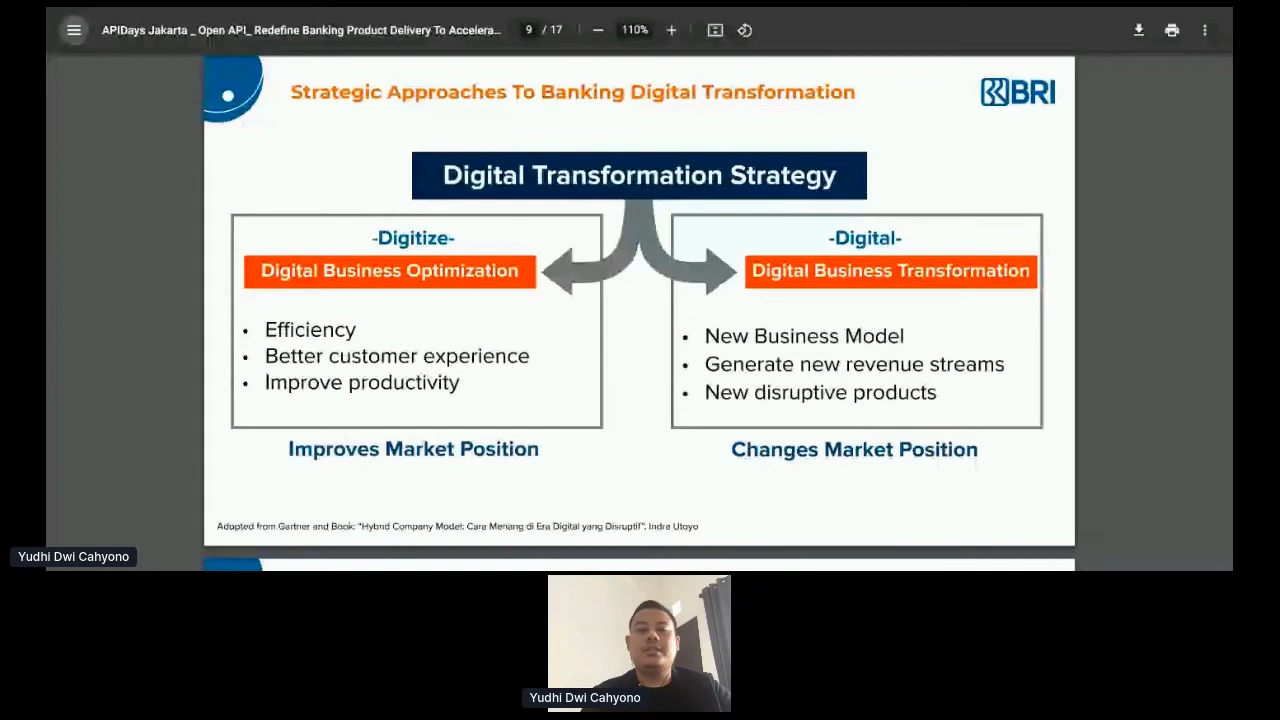 APIDays Jakarta _ Open API_ Redefine Banking Product Delivery To Accelera...
9 / 17
110%
Strategic Approaches To Banking Digital Transformation
BRI
Digital Transformation Strategy
-Digitize-
Digital Business Optimization
• Efficiency
• Better customer experience
• Improve productivity
Improves Market Position
-Digital-
Digital Business Transformation
• New Business Model
• Generate new revenue streams
• New disruptive products
Changes Market Position
Adopted from Gartner and Book: "Hybrid Company Model: Cara Menang di Era Digital yang Disruptif". Indra Utoyo
Yudhi Dwi Cahyono
Yudhi Dwi Cahyono